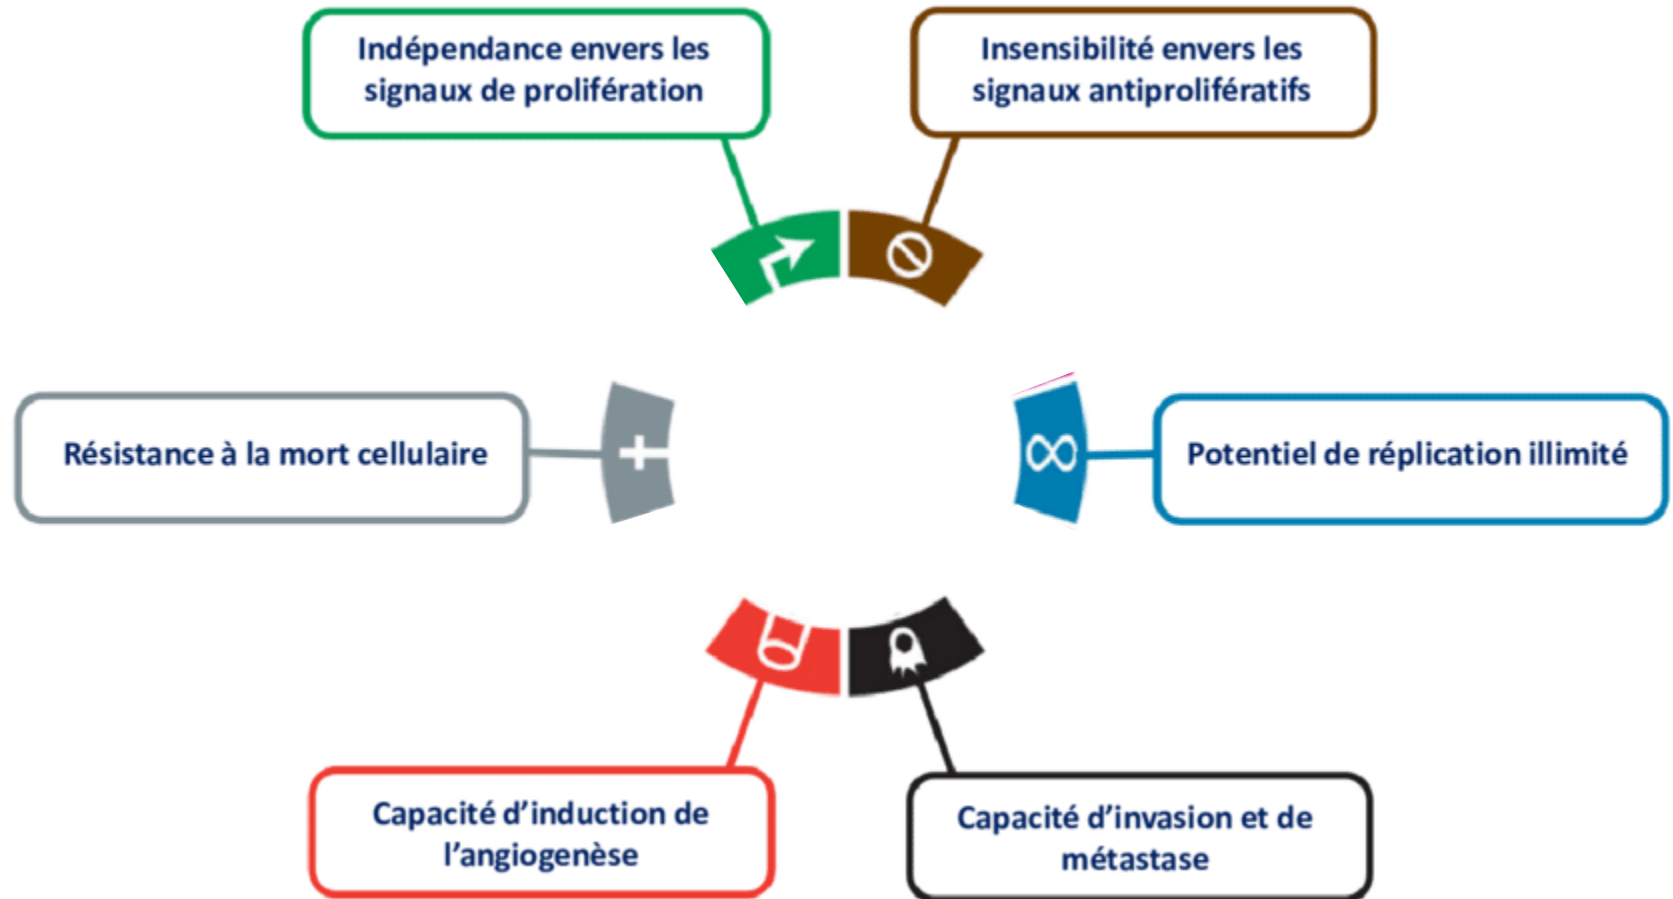 Indépendance envers les
signaux de prolifération
Insensibilité envers les
signaux antiprolifératifs
Résistance à la mort cellulaire
Potentiel de réplication illimité
Capacité d’induction de
l’angiogenèse
Capacité d’invasion et de
métastase